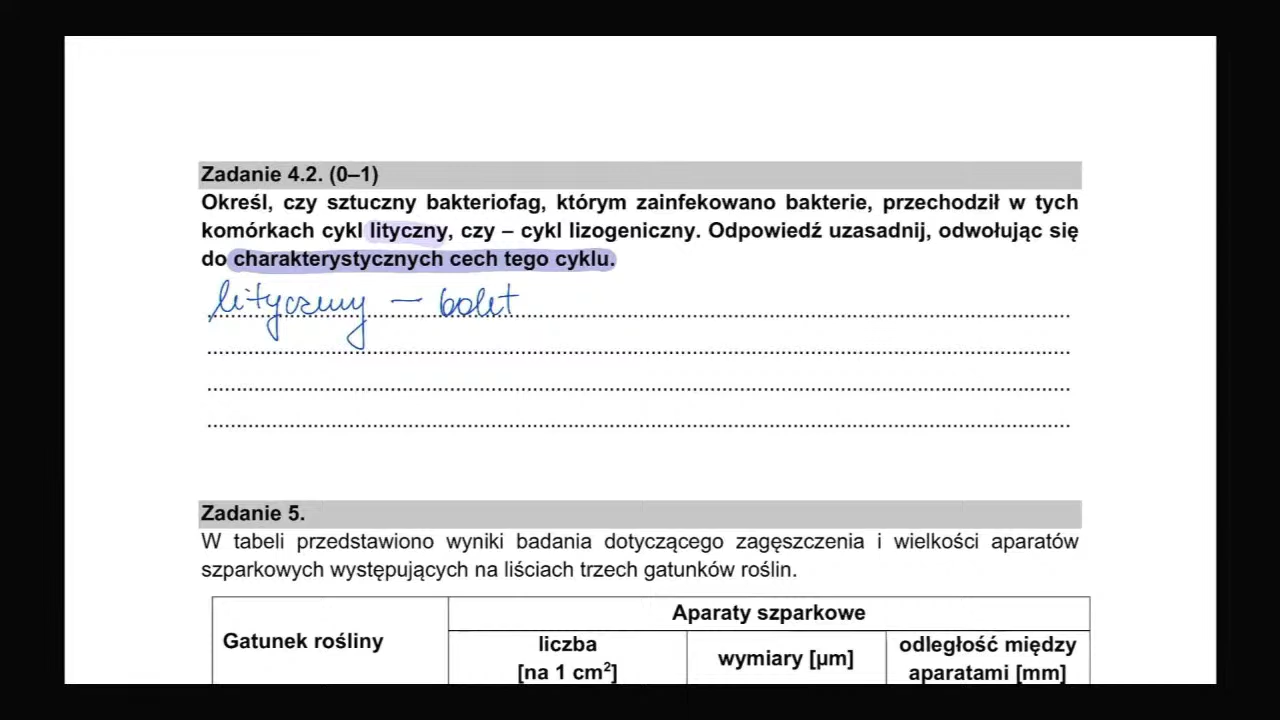 Zadanie 4.2. (0–1)
Określ, czy sztuczny bakteriofag, którym zainfekowano bakterie, przechodził w tych
komórkach cykl lityczny, czy – cykl lizogeniczny. Odpowiedź uzasadnij, odwołując się
do charakterystycznych cech tego cyklu.
lityczny –
Zadanie 5.
W tabeli przedstawiono wyniki badania dotyczącego zagęszczenia i wielkości aparatów
szparkowych występujących na liściach trzech gatunków roślin.
Aparaty szparkowe
Gatunek rośliny
liczba
[na 1 cm²]
wymiary [µm]
odległość między
aparatami [mm]